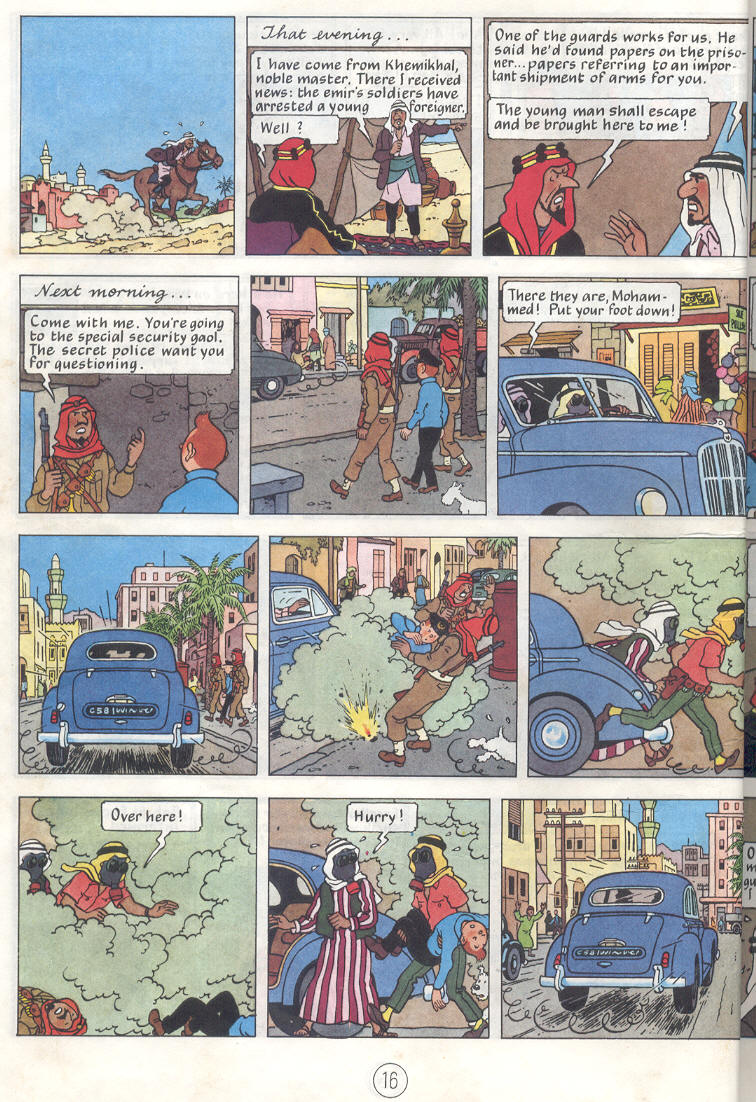 That evening...
I have come from Khemikhal,
noble master. There I received
news: the emir's soldiers have
arrested a young foreigner.
Well ?
One of the guards works for us. He
said he'd found papers on the priso-
ner... papers referring to an impor-
tant shipment of arms for you.
The young man shall escape
and be brought here to me !
Next morning...
Come with me. You're going
to the special security gaol.
The secret police want you
for questioning.
There they are, Moham-
med! Put your foot down!
Over here!
Hurry !
16